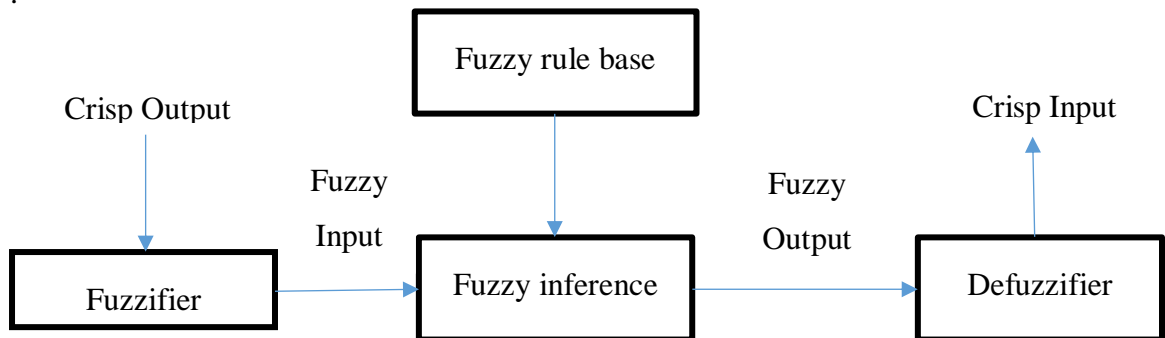 .
Fuzzy rule base
Crisp Output
Crisp Input
Fuzzy
Input
Fuzzy
Output
Fuzzifier
Fuzzy inference
Defuzzifier